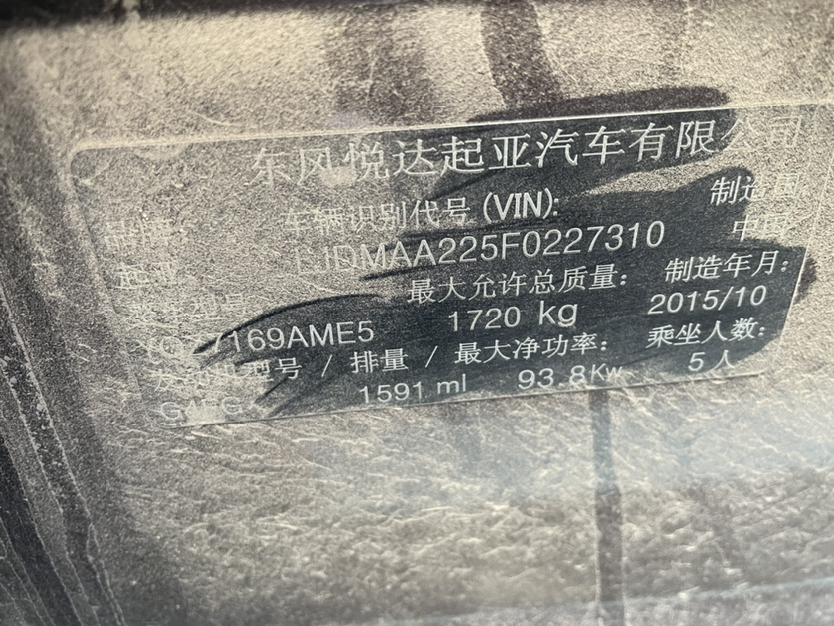 东风悦达起亚汽车有限公司
车辆识别代号 (VIN): 制造国
LJDMAA225F0227310 中国
最大允许总质量: 制造年月:
7169AME5 1720 kg 2015/10
型号 / 排量 / 最大净功率: 乘坐人数:
1591 ml 93.8Kw 5人